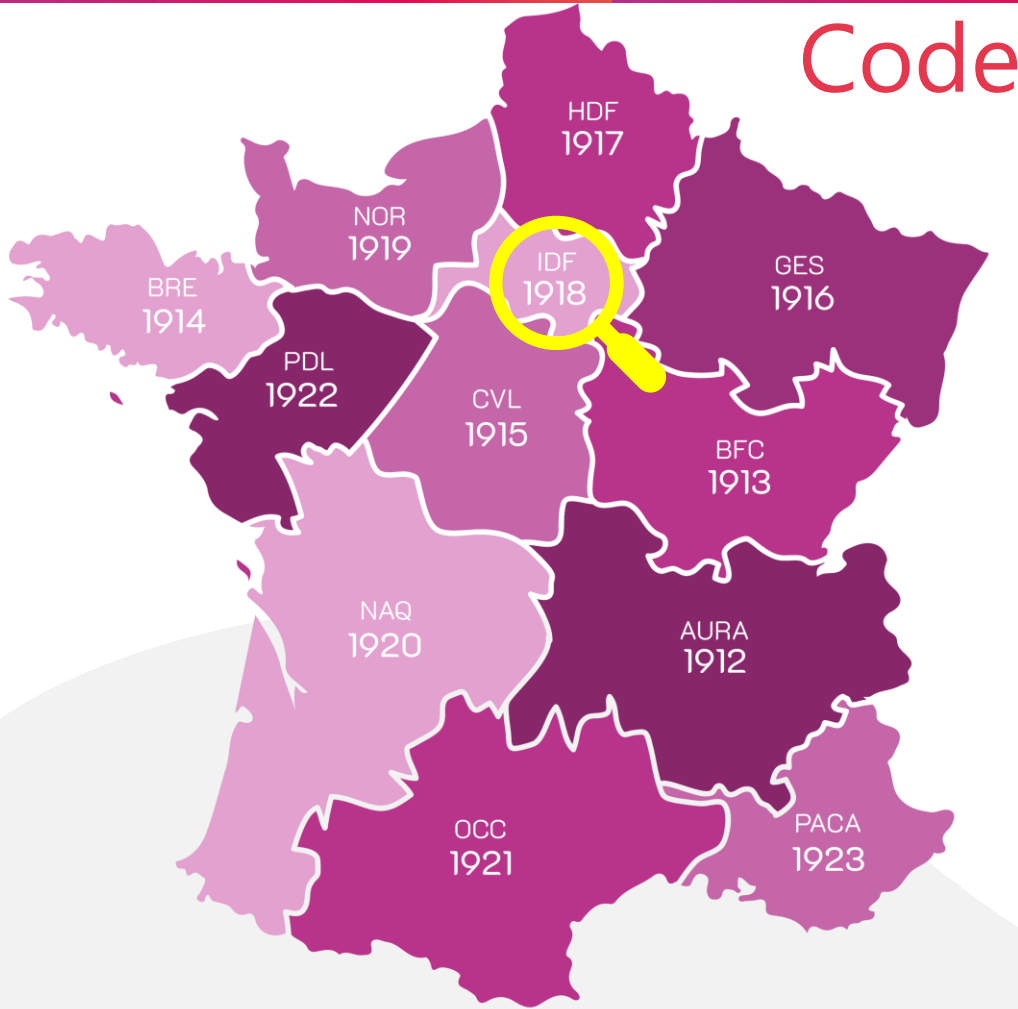 Code
HDF
1917
NOR
1919
IDF
1918
GES
1916
BRE
1914
PDL
1922
CVL
1915
BFC
1913
NAQ
1920
AURA
1912
OCC
1921
PACA
1923